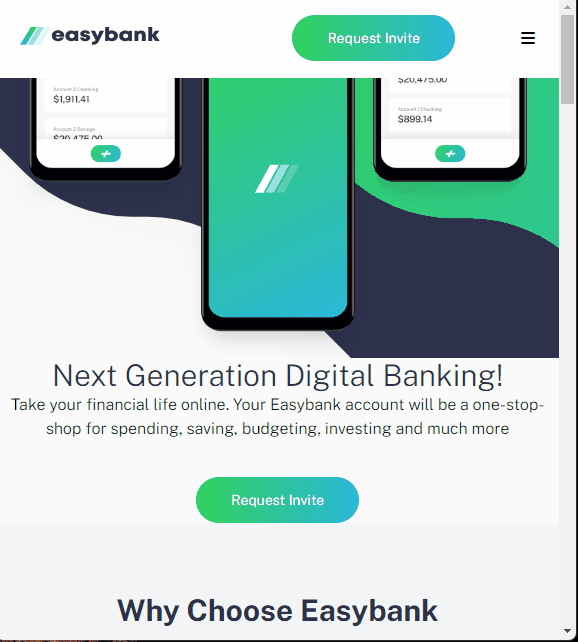 easybank
Request Invite
Account 2 Checking
$1,911.41
Account 2 Savings
$20,475.00
$20,475.00
Account 1 Checking
$899.14
Next Generation Digital Banking!
Take your financial life online. Your Easybank account will be a one-stop-
shop for spending, saving, budgeting, investing and much more
Request Invite
Why Choose Easybank